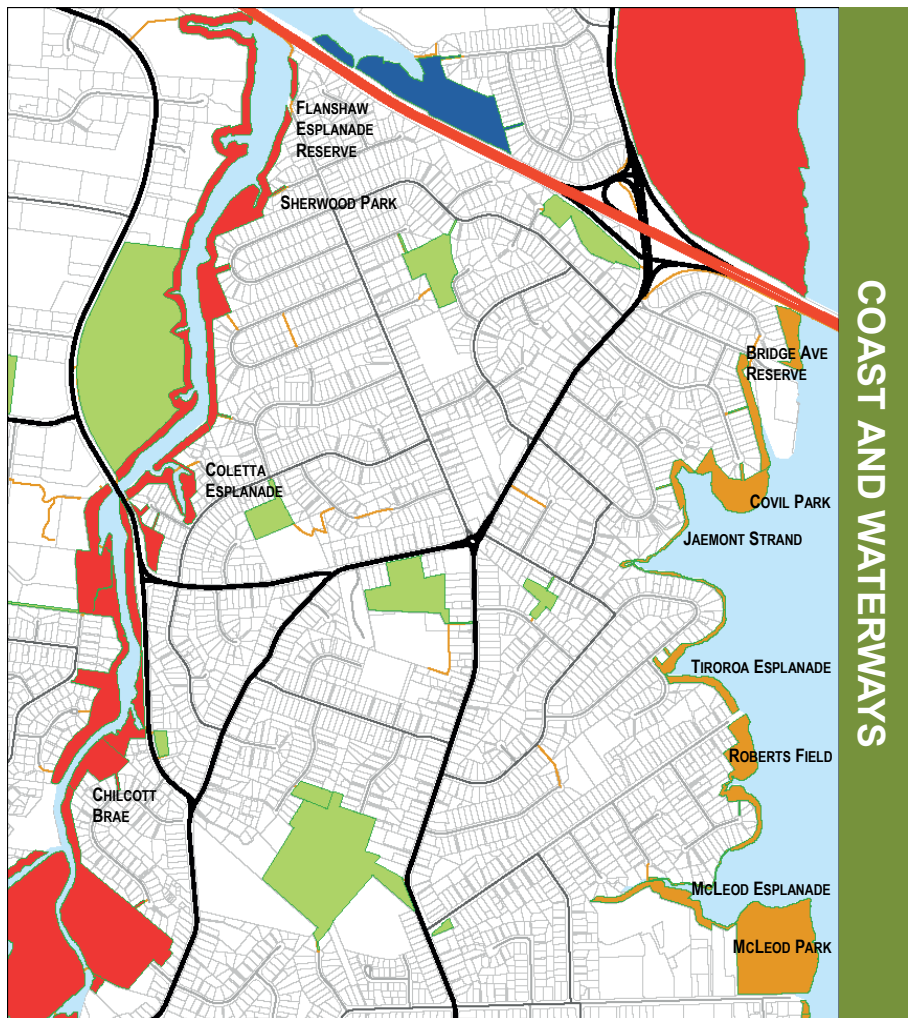 FLANSHAW
ESPLANADE
RESERVE
SHERWOOD PARK
BRIDGE AVE
RESERVE
COLETTA
ESPLANADE
COVIL PARK
JAEMONT STRAND
TIROROA ESPLANADE
ROBERTS FIELD
CHILCOTT
BRAE
MCLEOD ESPLANADE
MCLEOD PARK
COAST AND WATERWAYS